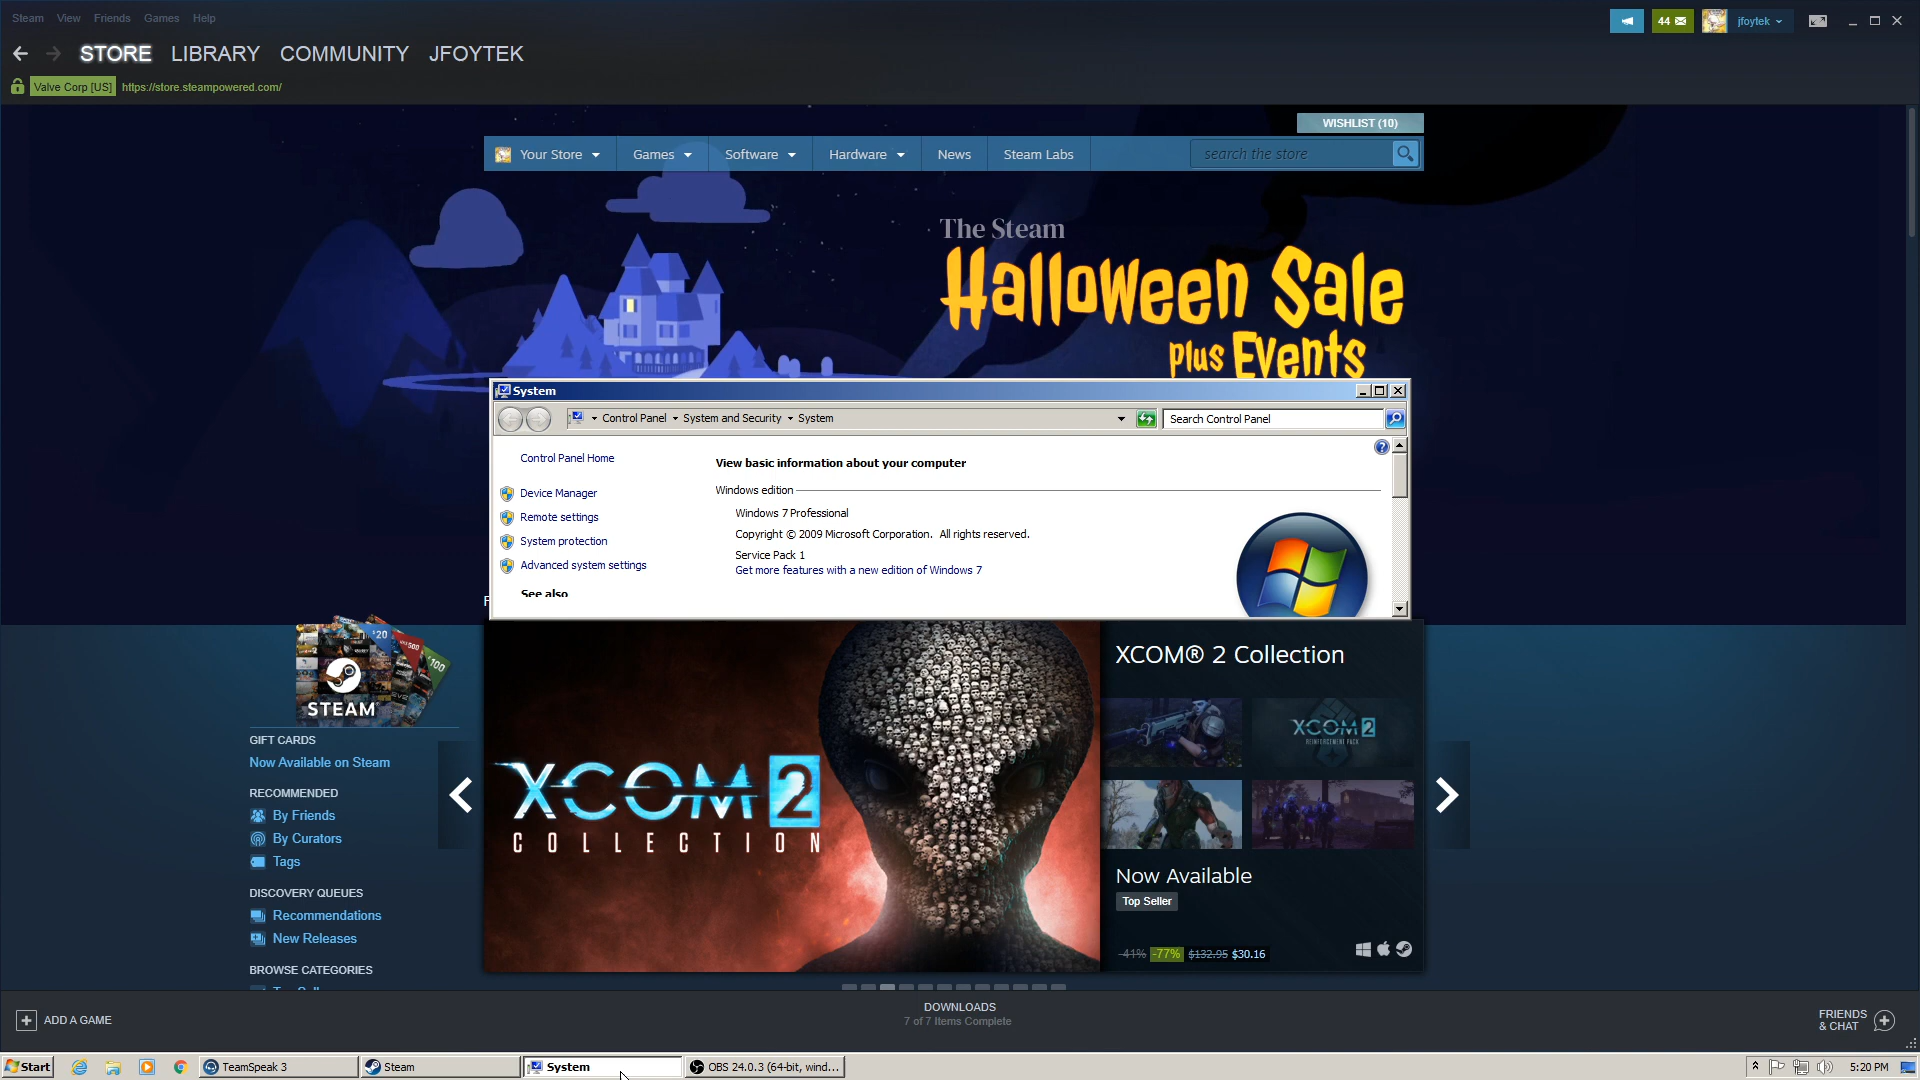 Steam View Friends Games Help
44
jfoytek
STORE LIBRARY COMMUNITY JFOYTEK
Valve Corp [US] https://store.steampowered.com/
WISHLIST (10)
Your Store Games Software Hardware News Steam Labs search the store
The Steam
Halloween Sale
plus Events
System
Control Panel System and Security System Search Control Panel
Control Panel Home
Device Manager
Remote settings
System protection
Advanced system settings
See also
View basic information about your computer
Windows edition
Windows 7 Professional
Copyright © 2009 Microsoft Corporation. All rights reserved.
Service Pack 1
Get more features with a new edition of Windows 7
STEAM
GIFT CARDS
Now Available on Steam
RECOMMENDED
By Friends
By Curators
Tags
DISCOVERY QUEUES
Recommendations
New Releases
BROWSE CATEGORIES
XCOM 2
COLLECTION
XCOM® 2 Collection
XCOM 2
REINFORCEMENT PACK
Now Available
Top Seller
-41% -77% $132.95 $30.16
ADD A GAME
DOWNLOADS
7 of 7 Items Complete
FRIENDS
& CHAT
Start TeamSpeak 3 Steam System OBS 24.0.3 (64-bit, wind... 5:20 PM